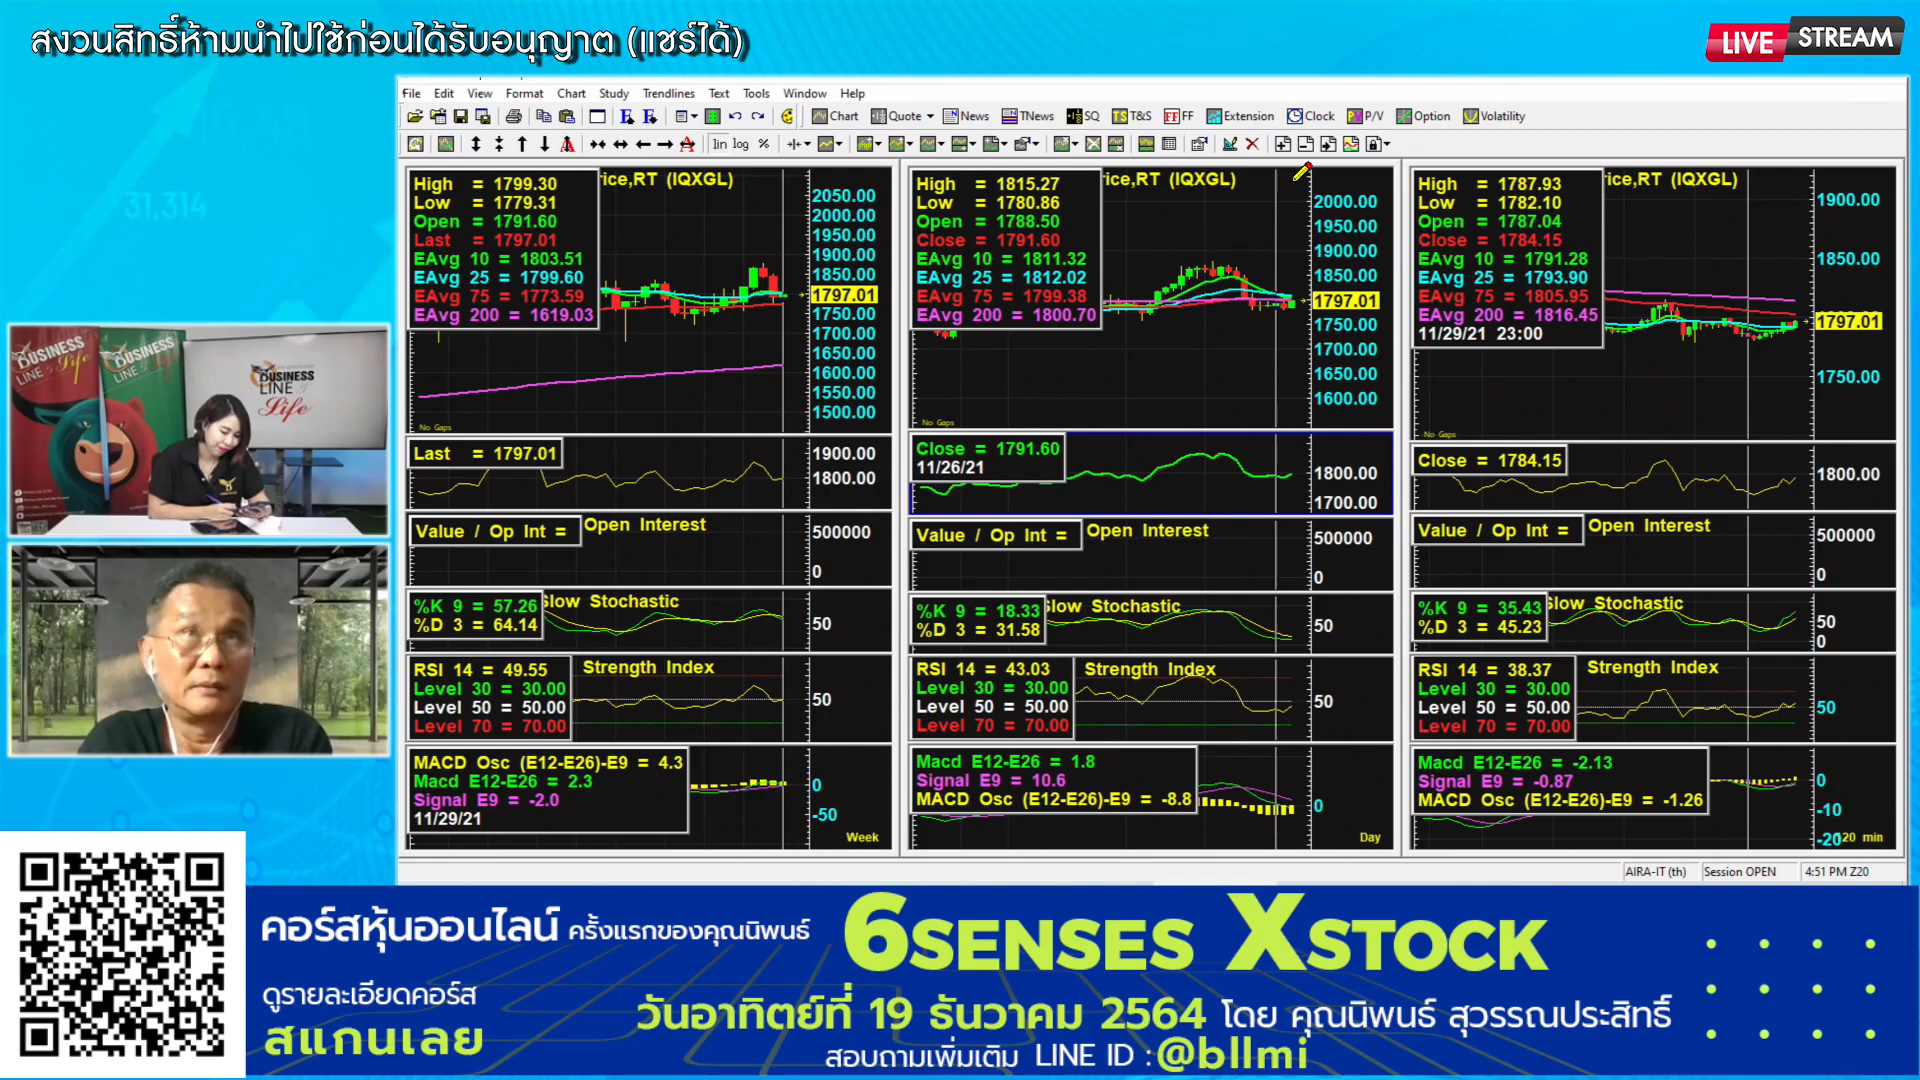 สงวนสิทธิ์ห้ามนำไปใช้ก่อนได้รับอนุญาต (แชร์ได้)
LIVE STREAM
File Edit View Format Chart Study Trendlines Text Tools Window Help
Chart Quote News TNews SQ T&S FF Extension Clock P/V Option Volatility
lin log %
High = 1799.30
Low = 1779.31
Open = 1791.60
Last = 1797.01
EAvg 10 = 1803.51
EAvg 25 = 1799.60
EAvg 75 = 1773.59
EAvg 200 = 1619.03
rice,RT (IQXGL)
2050.00
2000.00
1950.00
1900.00
1850.00
1797.01
1750.00
1700.00
1650.00
1600.00
1550.00
1500.00
No Gaps
Last = 1797.01
1900.00
1800.00
Value / Op Int =
Open Interest
500000
0
%K 9 = 57.26
%D 3 = 64.14
Slow Stochastic
50
RSI 14 = 49.55
Level 30 = 30.00
Level 50 = 50.00
Level 70 = 70.00
Strength Index
50
MACD Osc (E12-E26)-E9 = 4.3
Macd E12-E26 = 2.3
Signal E9 = -2.0
11/29/21
0
-50
Week
High = 1815.27
Low = 1780.86
Open = 1788.50
Close = 1791.60
EAvg 10 = 1811.32
EAvg 25 = 1812.02
EAvg 75 = 1799.38
EAvg 200 = 1800.70
rice,RT (IQXGL)
2000.00
1950.00
1900.00
1850.00
1797.01
1750.00
1700.00
1650.00
1600.00
No Gaps
Close = 1791.60
11/26/21
1800.00
1700.00
Value / Op Int =
Open Interest
500000
0
%K 9 = 18.33
%D 3 = 31.58
Slow Stochastic
50
RSI 14 = 43.03
Level 30 = 30.00
Level 50 = 50.00
Level 70 = 70.00
Strength Index
50
Macd E12-E26 = 1.8
Signal E9 = 10.6
MACD Osc (E12-E26)-E9 = -8.8
0
Day
High = 1787.93
Low = 1782.10
Open = 1787.04
Close = 1784.15
EAvg 10 = 1791.28
EAvg 25 = 1793.90
EAvg 75 = 1805.95
EAvg 200 = 1816.45
11/29/21 23:00
rice,RT (IQXGL)
1900.00
1850.00
1797.01
1750.00
No Gaps
Close = 1784.15
1800.00
Value / Op Int =
Open Interest
500000
0
%K 9 = 35.43
%D 3 = 45.23
Slow Stochastic
50
0
RSI 14 = 38.37
Level 30 = 30.00
Level 50 = 50.00
Level 70 = 70.00
Strength Index
50
Macd E12-E26 = -2.13
Signal E9 = -0.87
MACD Osc (E12-E26)-E9 = -1.26
0
-10
-20
120 min
AIRA-IT (th) Session OPEN 4:51 PM Z20
BUSINESS LINE & Life
BUSINESS LINE & Life
BUSINESS LINE & Life
31,314
คอร์สหุ้นออนไลน์ ครั้งแรกของคุณนิพนธ์ 6SENSES XSTOCK
ดูรายละเอียดคอร์ส
สแกนเลย
วันอาทิตย์ที่ 19 ธันวาคม 2564 โดย คุณนิพนธ์ สุวรรณประสิทธิ์
สอบถามเพิ่มเติม LINE ID : @bllmi